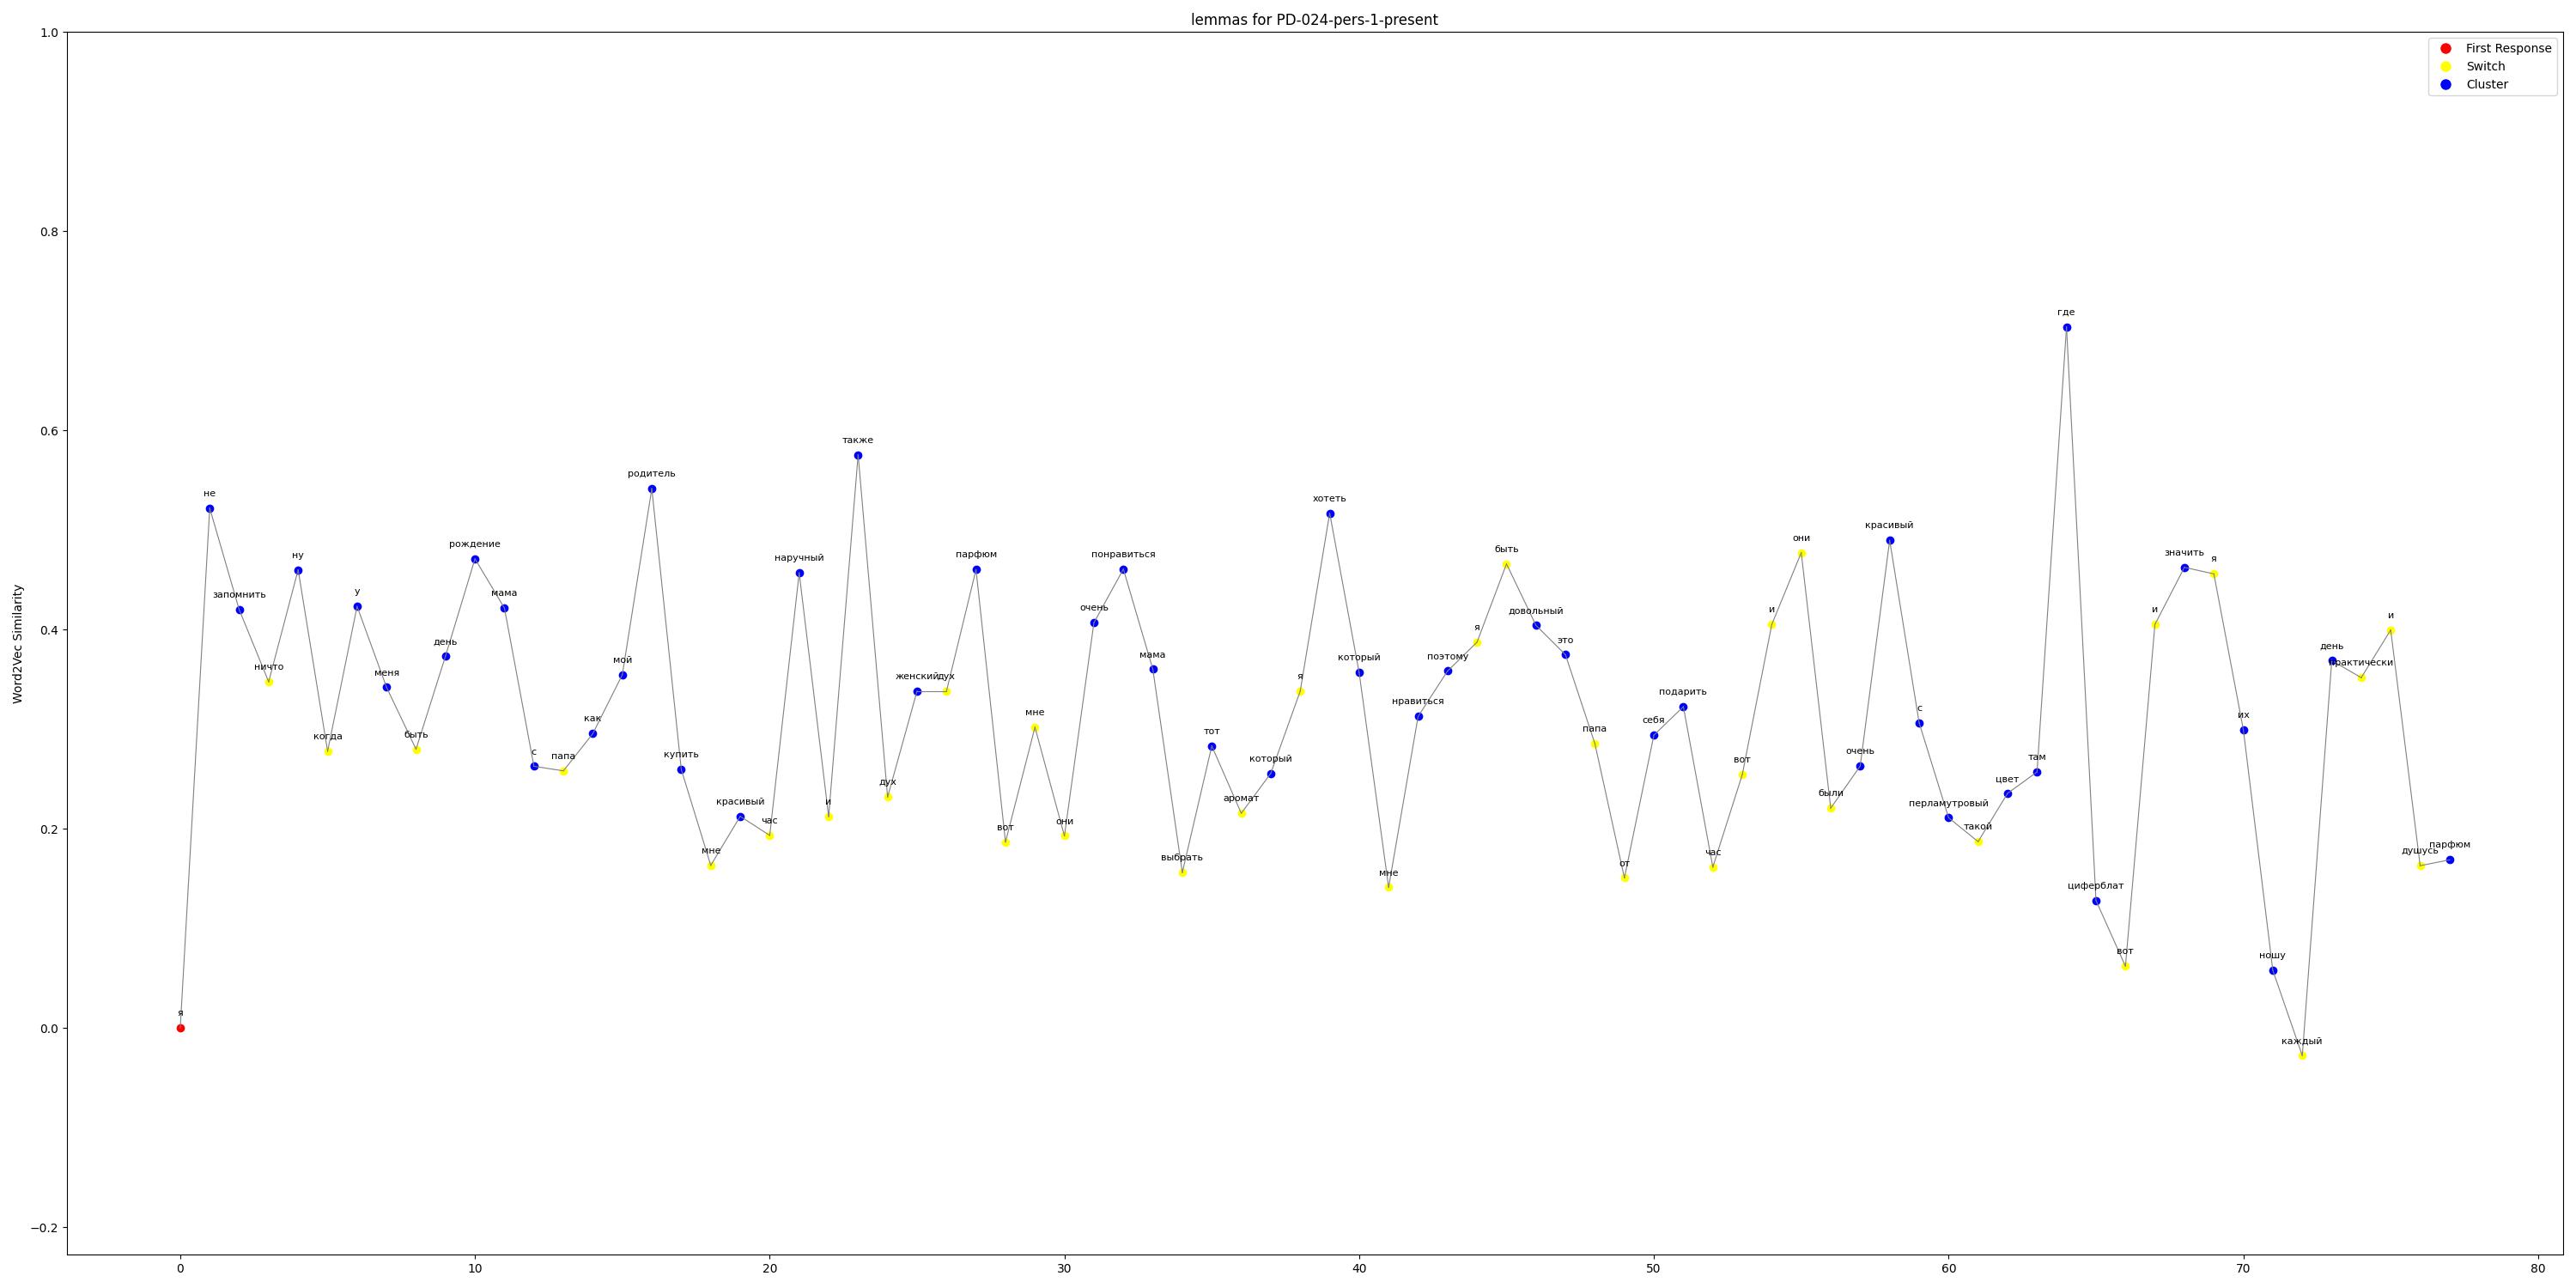 lemmas for PD-024-pers-1-present
Word2Vec Similarity
1.0
0.8
0.6
0.4
0.2
0.0
−0.2
0
10
20
30
40
50
60
70
80
First Response
Switch
Cluster
я
не
запомнить
ничто
ну
когда
у
меня
быть
день
рождение
мама
с
папа
как
мой
родитель
купить
мне
красивый
час
наручный
и
также
дух
женский
дух
парфюм
вот
мне
они
очень
понравиться
мама
выбрать
тот
аромат
который
я
хотеть
который
мне
нравиться
поэтому
я
быть
довольный
это
папа
от
себя
подарить
час
вот
и
они
были
очень
красивый
с
перламутровый
такой
цвет
там
где
циферблат
вот
и
значить
я
их
ношу
каждый
день
практически
и
душусь
парфюм